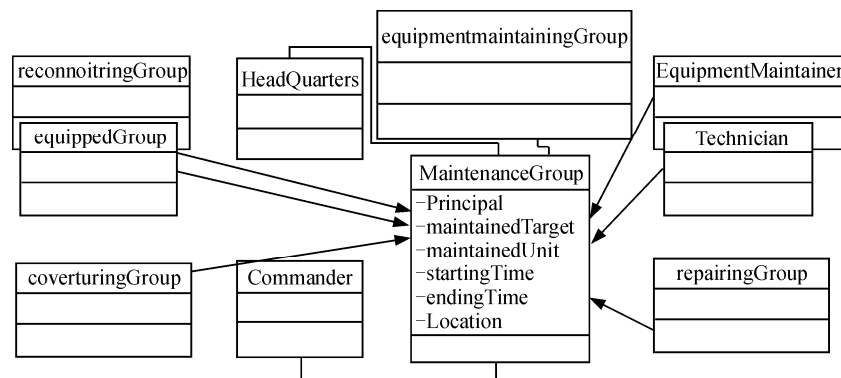 equipmentmaintainingGroup
reconnoitringGroup
HeadQuarters
EquipmentMaintainer
equippedGroup
Technician
MaintenanceGroup
−Principal
−maintainedTarget
−maintainedUnit
−startingTime
−endingTime
−Location
coverturingGroup
Commander
repairingGroup